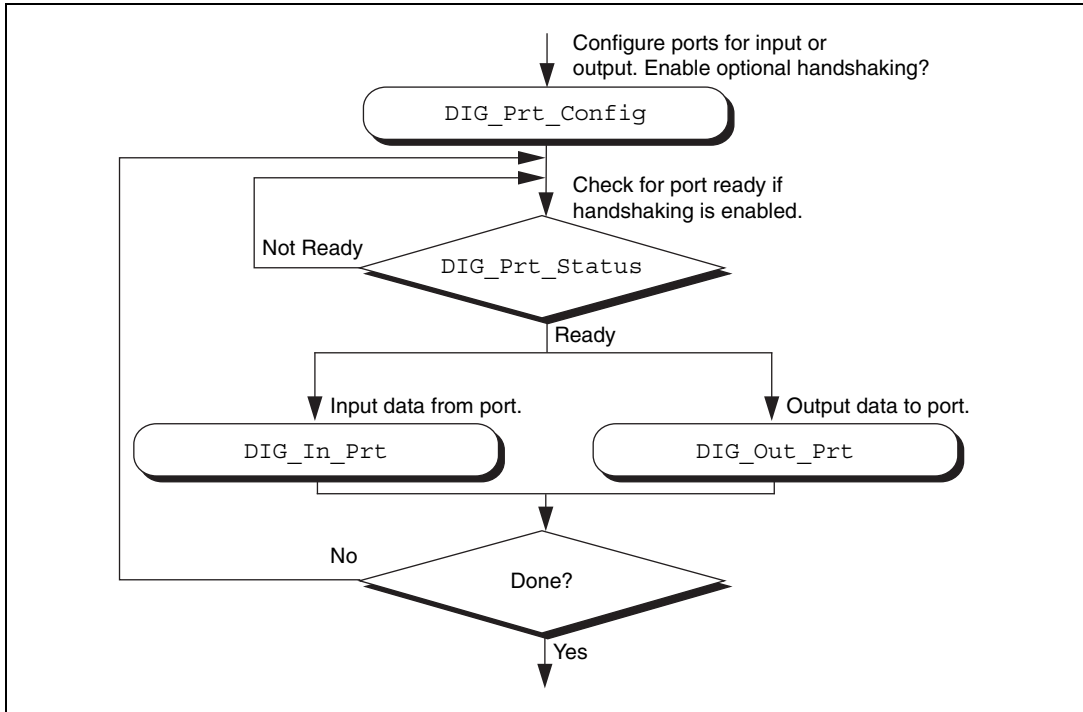 Configure ports for input or
output. Enable optional handshaking?
DIG_Prt_Config
Check for port ready if
handshaking is enabled.
Not Ready
DIG_Prt_Status
Ready
Input data from port.
Output data to port.
DIG_In_Prt
DIG_Out_Prt
No
Done?
Yes